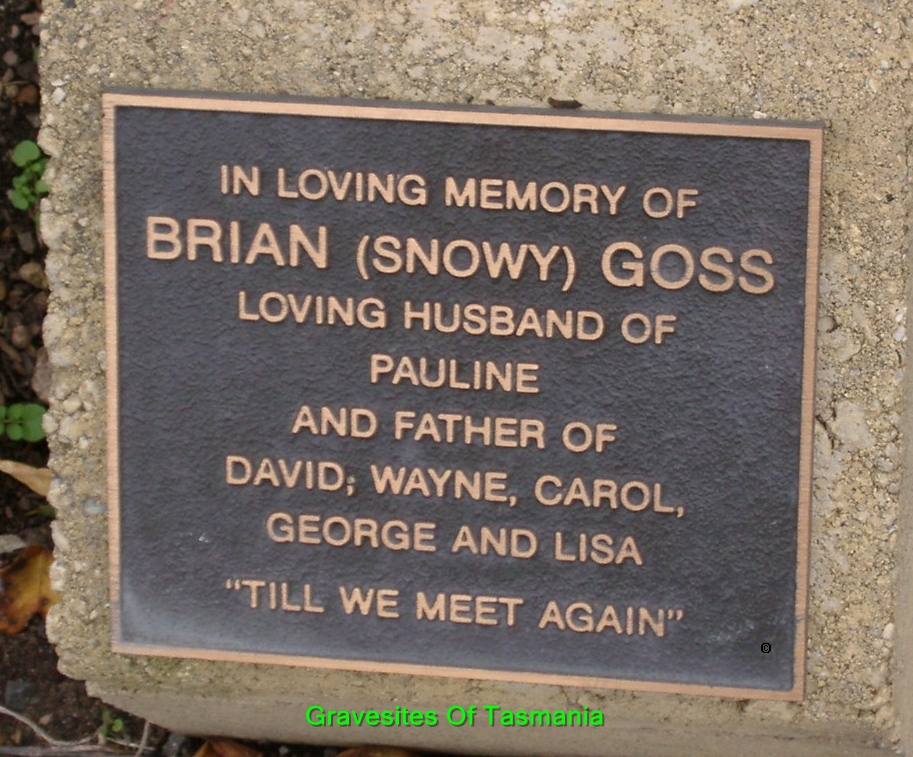 IN LOVING MEMORY OF
BRIAN (SNOWY) GOSS
LOVING HUSBAND OF
PAULINE
AND FATHER OF
DAVID; WAYNE, CAROL,
GEORGE AND LISA
"TILL WE MEET AGAIN"
©
Gravesites Of Tasmania